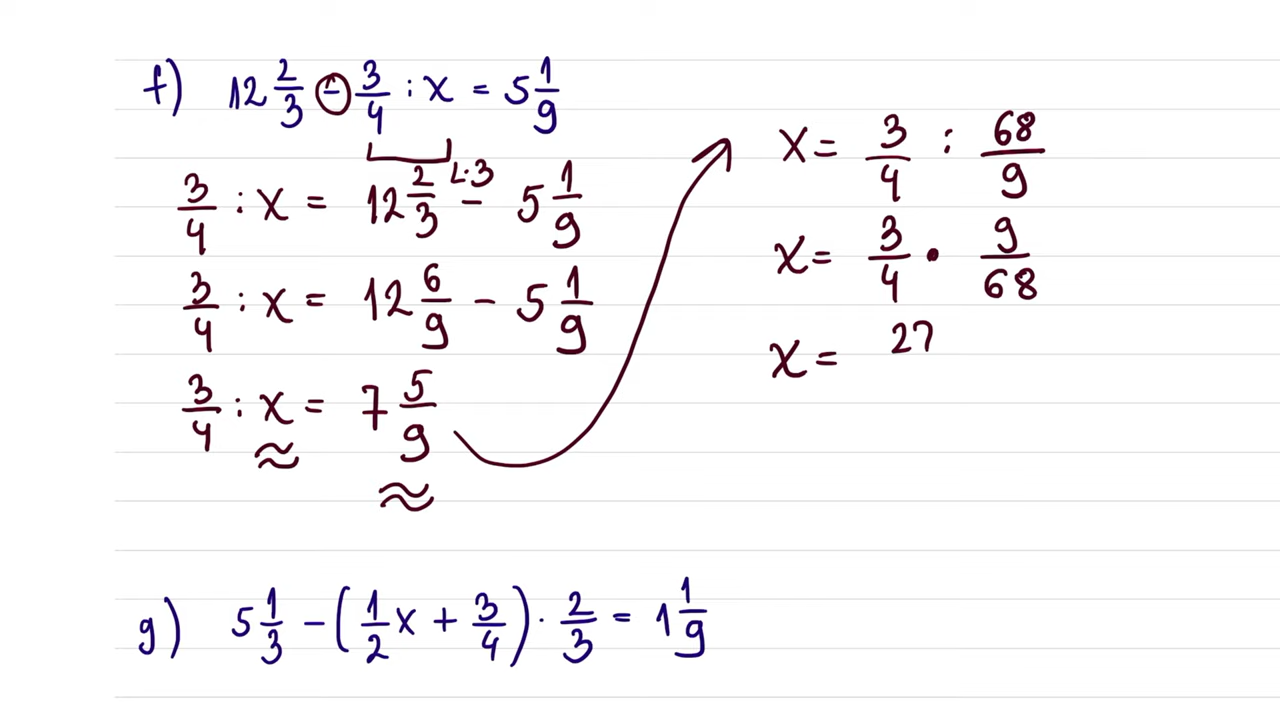 f) 12 2/3 - 3/4 : x = 5 1/9
3/4 : x = 12 2/3 - 5 1/9
3/4 : x = 12 6/9 - 5 1/9
3/4 : x = 7 5/9
x = 3/4 : 68/9
x = 3/4 · 9/68
x = 27
g) 5 1/3 - (1/2 x + 3/4) · 2/3 = 1 1/9